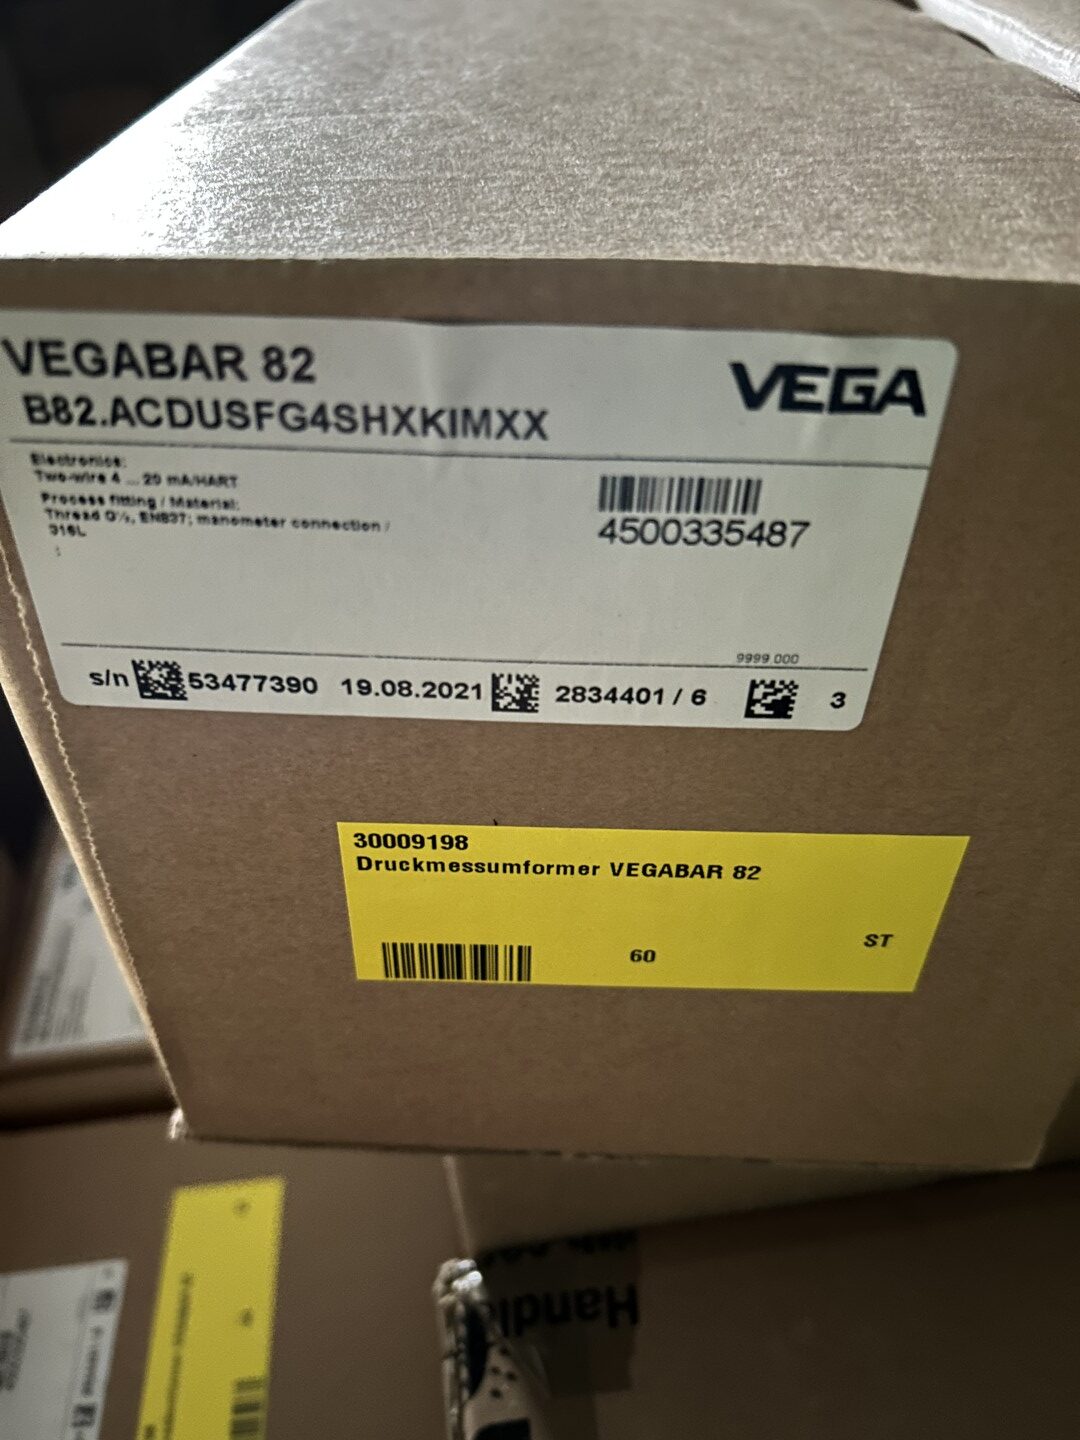 VEGABAR 82
VEGA
B82.ACDUSFG4SHXKIMXX
Electronics:
Two-wire 4 ... 20 mA/HART
Process fitting / Material:
Thread G½, EN837; manometer connection /
316L
4500335487
9999 000
s/n 53477390 19.08.2021 2834401 / 6 3
30009198
Druckmessumformer VEGABAR 82
60 ST
Handle